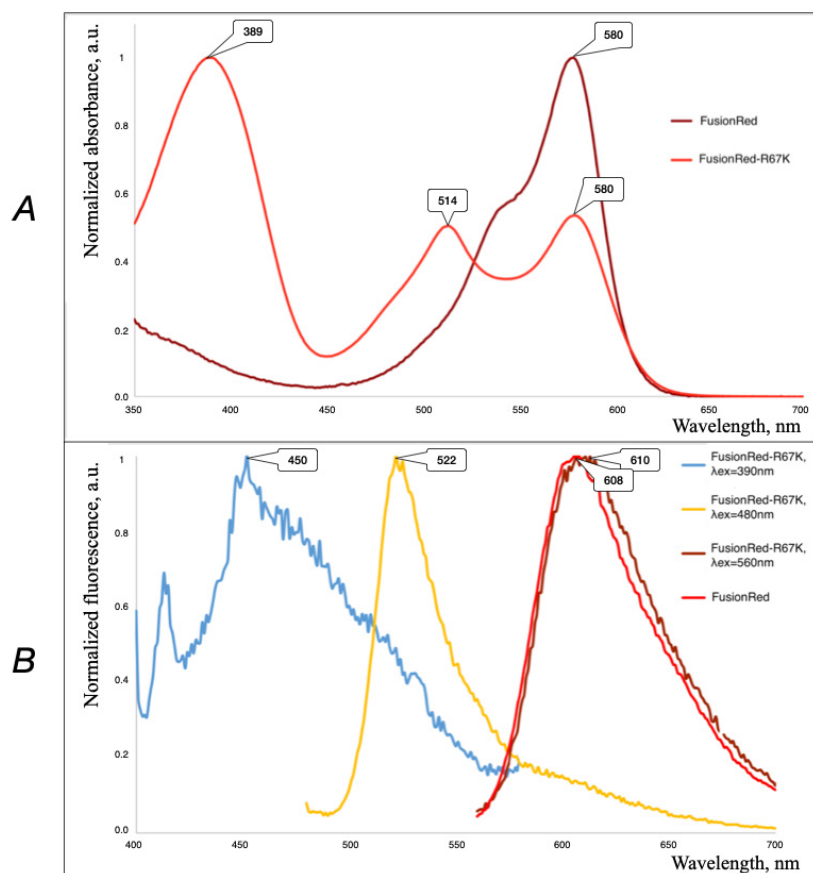 A
Normalized absorbance, a.u.
1
0.8
0.6
0.4
0.2
0.0
350
400
450
500
550
600
650
700
Wavelength, nm
389
514
580
580
FusionRed
FusionRed-R67K
B
Normalized fluorescence, a.u.
1
0.8
0.6
0.4
0.2
0.0
400
450
500
550
600
650
700
Wavelength, nm
450
522
610
608
FusionRed-R67K,
λex=390nm
FusionRed-R67K,
λex=480nm
FusionRed-R67K,
λex=560nm
FusionRed